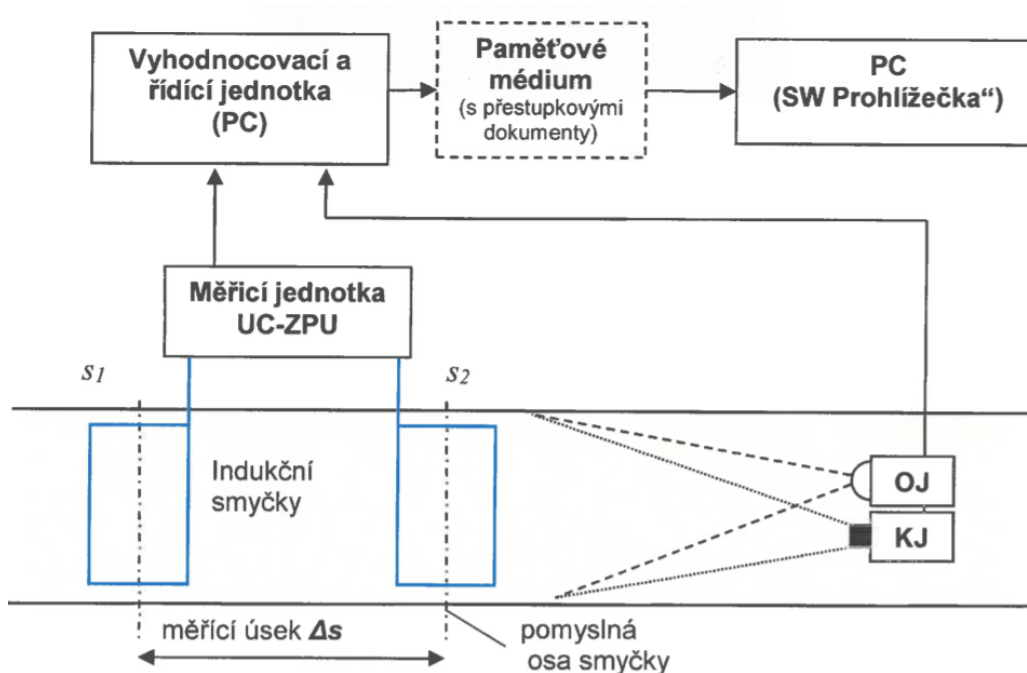 Vyhodnocovací a
řídící jednotka
(PC)
Paměťové
médium
(s přestupkovými
dokumenty)
PC
(SW Prohlížečka“)
Měřicí jednotka
UC-ZPU
s1
s2
Indukční
smyčky
OJ
KJ
měřící úsek Δs
pomyslná
osa smyčky